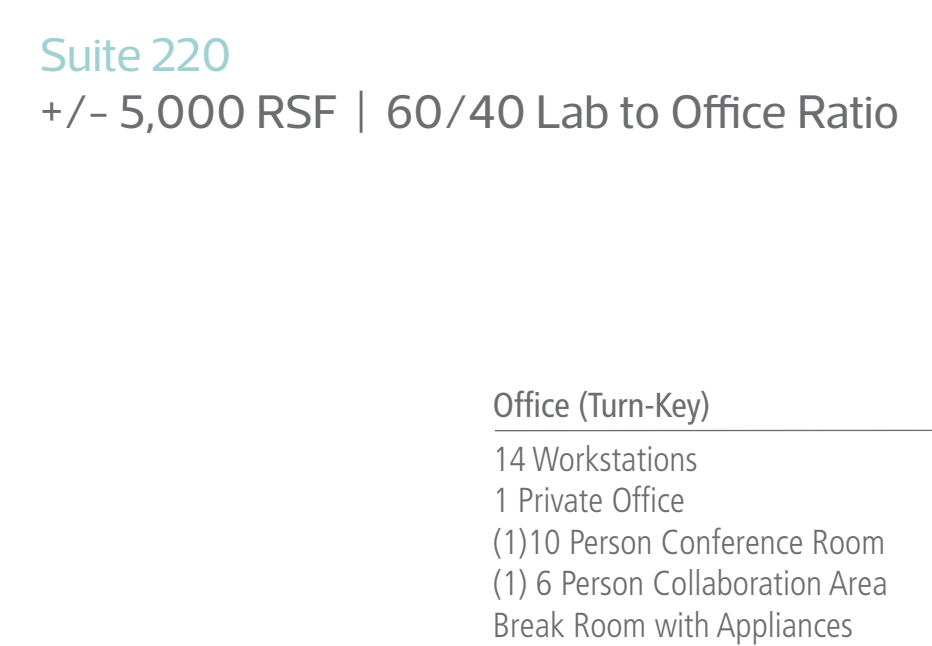 Suite 220
+/- 5,000 RSF | 60/40 Lab to Office Ratio
Office (Turn-Key)
14 Workstations
1 Private Office
(1)10 Person Conference Room
(1) 6 Person Collaboration Area
Break Room with Appliances